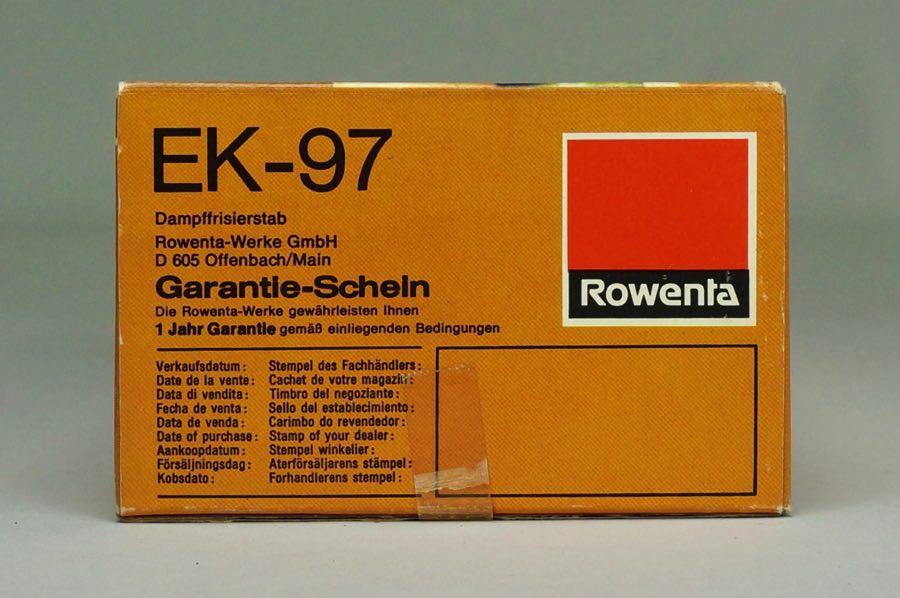 EK-97
Dampffrisierstab
Rowenta-Werke GmbH
D 605 Offenbach/Main
Garantie-Schein
Die Rowenta-Werke gewährleisten Ihnen
1 Jahr Garantie gemäß einliegenden Bedingungen
Rowenta
Verkaufsdatum: Stempel des Fachhändlers:
Date de la vente: Cachet de votre magazin:
Data di vendita: Timbro del negoziante:
Fecha de venta: Sello del establecimiento:
Data de venda: Carimbo do revendedor:
Date of purchase: Stamp of your dealer:
Aankoopdatum: Stempel winkelier:
Försäljningsdag: Aterförsäljarens stämpel:
Kobsdato: Forhandlerens stempel: